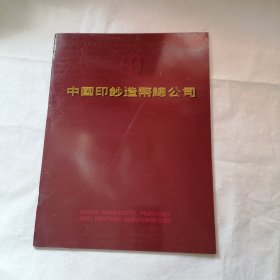 中國印鈔造幣總公司
CHINA BANKNOTE PRINTING
AND MINTING CORPORATION